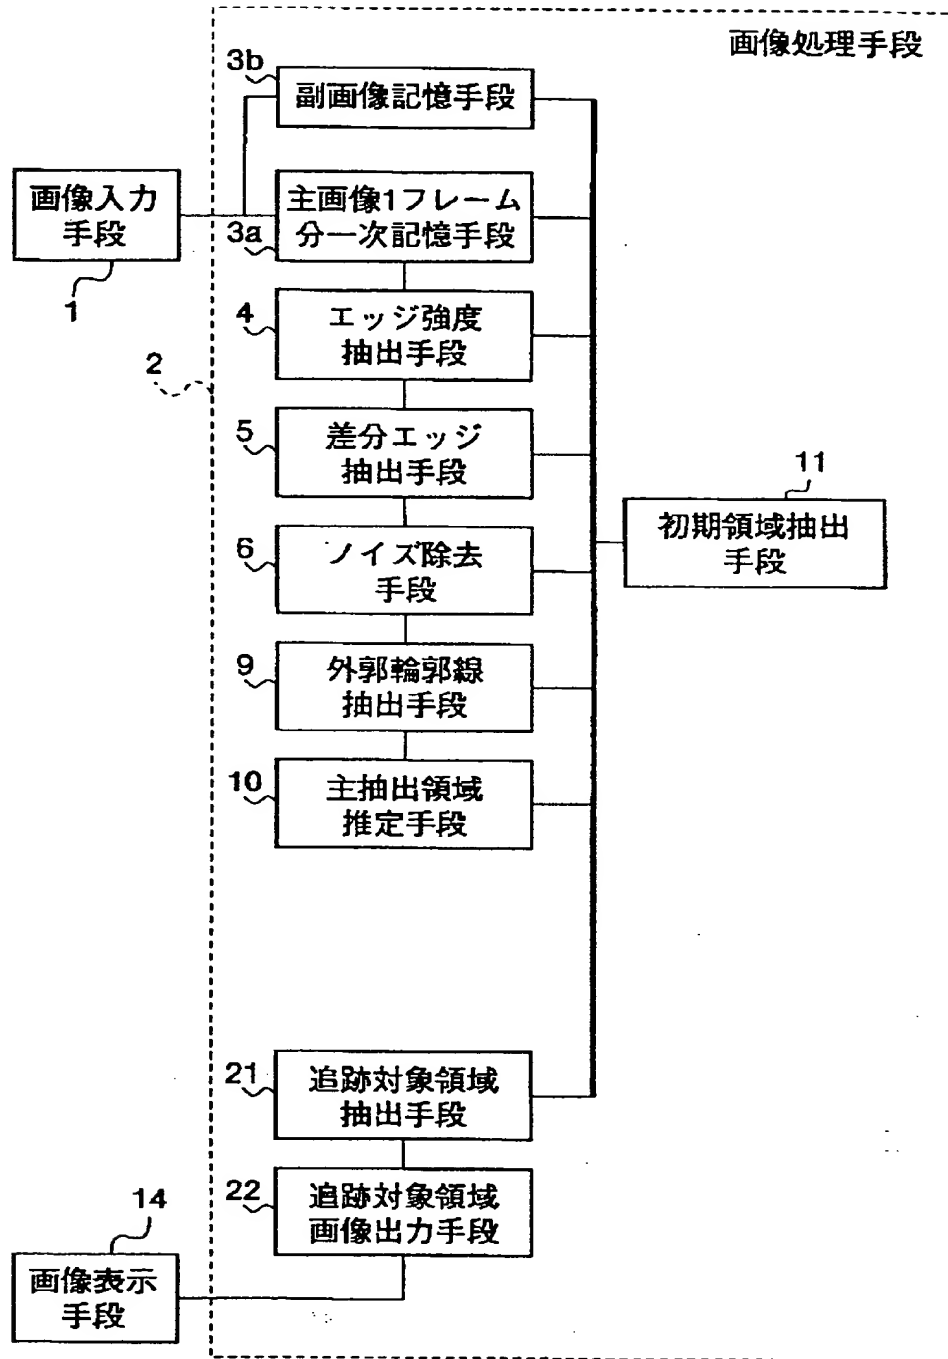 画像処理手段
3b
副画像記憶手段
画像入力
手段
1
主画像1フレーム
分一次記憶手段
3a
4
エッジ強度
抽出手段
2
5
差分エッジ
抽出手段
11
初期領域抽出
手段
6
ノイズ除去
手段
9
外郭輪郭線
抽出手段
10
主抽出領域
推定手段
21
追跡対象領域
抽出手段
22
追跡対象領域
画像出力手段
14
画像表示
手段